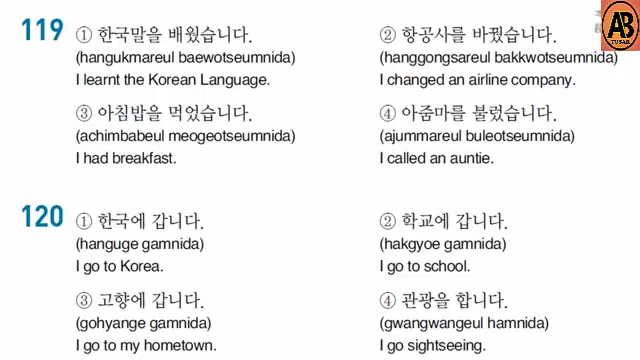 119
① 한국말을 배웠습니다.
(hangukmareul baewotseumnida)
I learnt the Korean Language.
② 항공사를 바꿨습니다.
(hanggongsareul bakkwotseumnida)
I changed an airline company.
③ 아침밥을 먹었습니다.
(achimbabeul meogeotseumnida)
I had breakfast.
④ 아줌마를 불렀습니다.
(ajummareul buleotseumnida)
I called an auntie.
120
① 한국에 갑니다.
(hanguge gamnida)
I go to Korea.
② 학교에 갑니다.
(hakgyoe gamnida)
I go to school.
③ 고향에 갑니다.
(gohyange gamnida)
I go to my hometown.
④ 관광을 합니다.
(gwangwangeul hamnida)
I go sightseeing.
AB